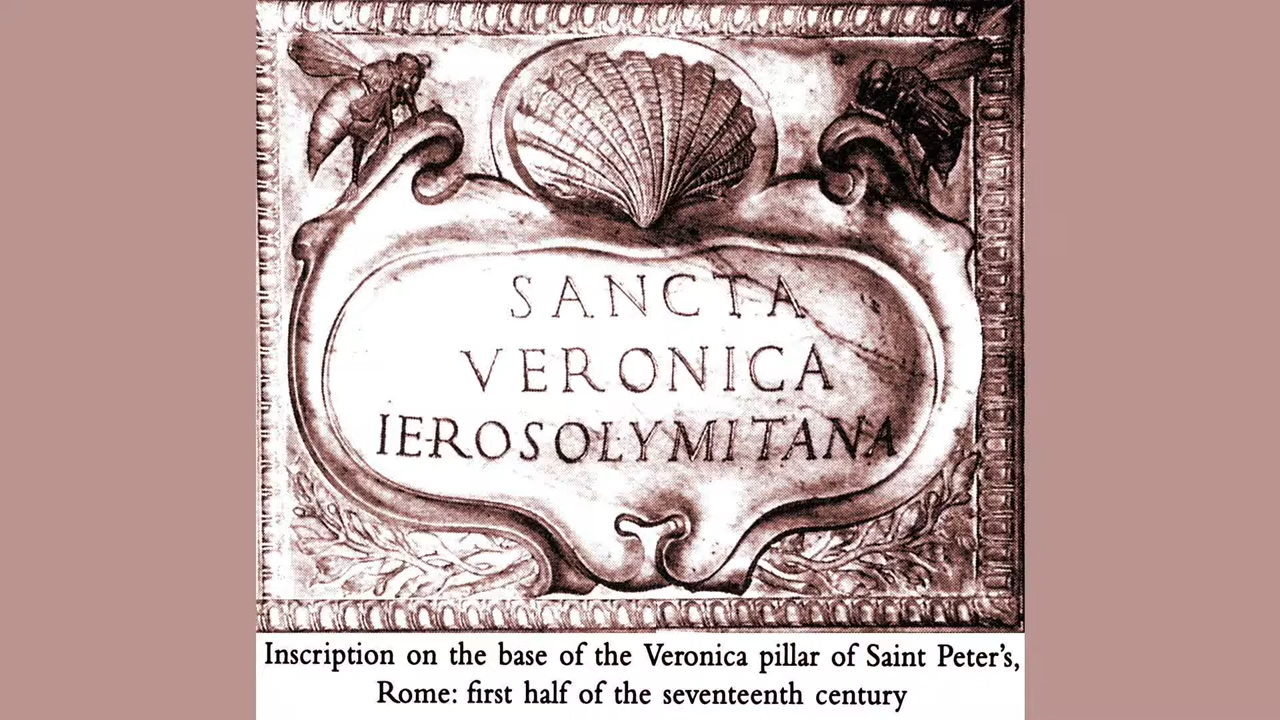 SANCTA
VERONICA
IEROSOLYMITANA
Inscription on the base of the Veronica pillar of Saint Peter's,
Rome: first half of the seventeenth century